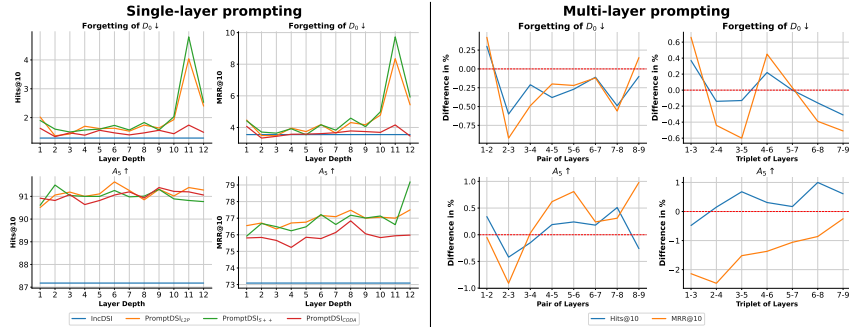 Single-layer prompting
Multi-layer prompting
Forgetting of D₀ ↓
Forgetting of D₀ ↓
Forgetting of D₀ ↓
Forgetting of D₀ ↓
Hits@10
4
3
2
1 2 3 4 5 6 7 8 9 10 11 12
Layer Depth
MRR@10
10
8
6
4
1 2 3 4 5 6 7 8 9 10 11 12
Layer Depth
Difference in %
0.25
0.00
−0.25
−0.50
−0.75
1-2 2-3 3-4 4-5 5-6 6-7 7-8 8-9
Pair of Layers
Difference in %
0.6
0.4
0.2
0.0
−0.2
−0.4
−0.6
1-3 2-4 3-5 4-6 5-7 6-8 7-9
Triplet of Layers
A₅ ↑
A₅ ↑
A₅ ↑
A₅ ↑
Hits@10
91
90
89
88
87
1 2 3 4 5 6 7 8 9 10 11 12
Layer Depth
MRR@10
79
78
77
76
75
74
73
1 2 3 4 5 6 7 8 9 10 11 12
Layer Depth
Difference in %
1.0
0.5
0.0
−0.5
−1.0
1-2 2-3 3-4 4-5 5-6 6-7 7-8 8-9
Pair of Layers
Difference in %
1
0
−1
−2
1-3 2-4 3-5 4-6 5-7 6-8 7-9
Triplet of Layers
IncDSI PromptDSI_L2P PromptDSI_S++ PromptDSI_CODA
Hits@10 MRR@10